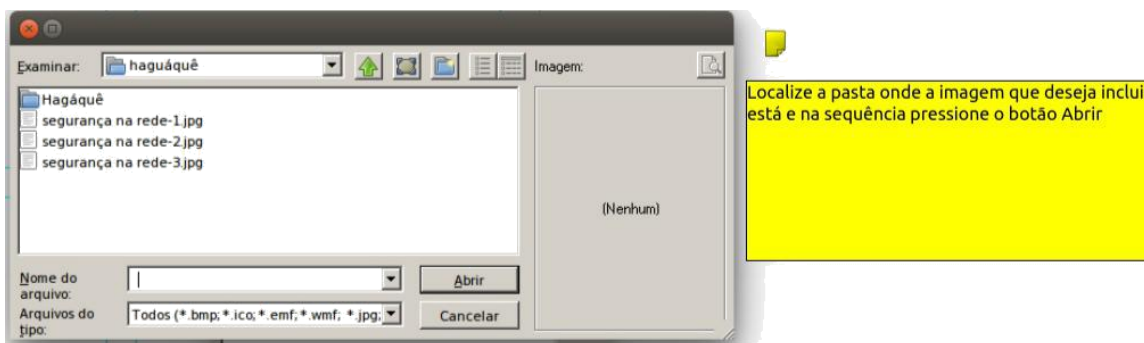 Examinar: haguáquê Imagem:
Hagáquê
segurança na rede-1.jpg
segurança na rede-2.jpg
segurança na rede-3.jpg
(Nenhum)
Nome do
arquivo:
Abrir
Arquivos do
tipo:
Todos (*.bmp;*.ico;*.emf;*.wmf; *.jpg;
Cancelar
Localize a pasta onde a imagem que deseja inclui
está e na sequência pressione o botão Abrir